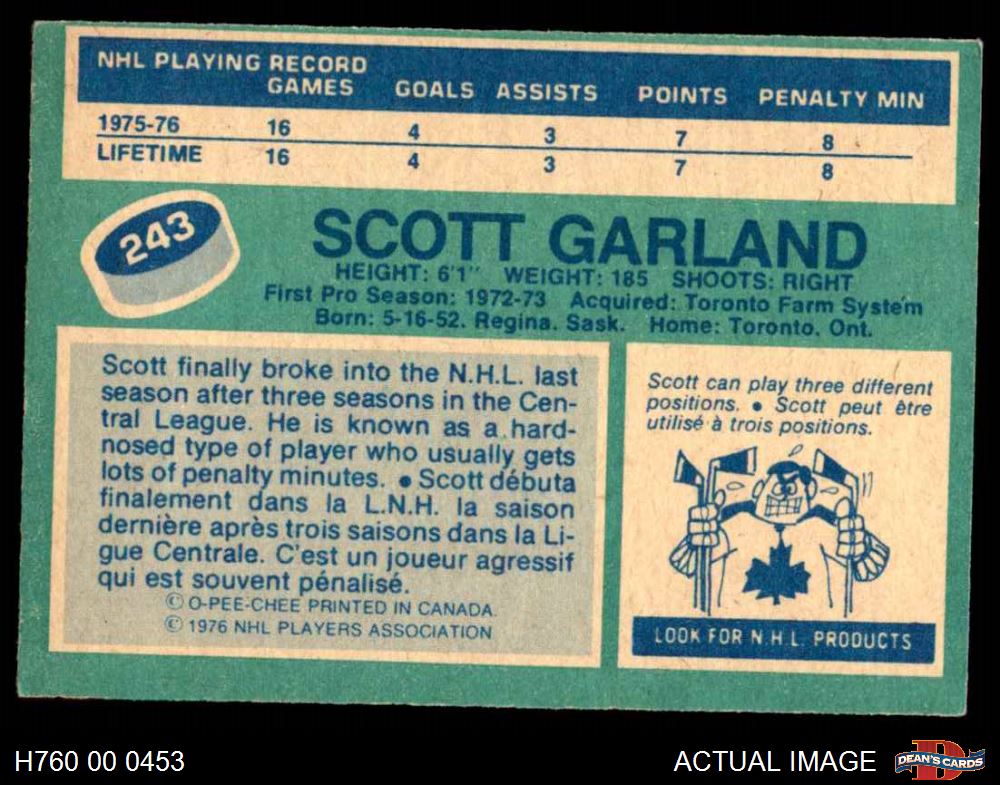 NHL PLAYING RECORD
GAMES GOALS ASSISTS POINTS PENALTY MIN
1975-76 16 4 3 7 8
LIFETIME 16 4 3 7 8
243
SCOTT GARLAND
HEIGHT: 6'1" WEIGHT: 185 SHOOTS: RIGHT
First Pro Season: 1972-73 Acquired: Toronto Farm System
Born: 5-16-52. Regina. Sask. Home: Toronto. Ont.
Scott finally broke into the N.H.L. last
season after three seasons in the Cen-
tral League. He is known as a hard-
nosed type of player who usually gets
lots of penalty minutes. ● Scott débuta
finalement dans la L.N.H. la saison
dernière après trois saisons dans la Li-
gue Centrale. C'est un joueur agressif
qui est souvent pénalisé.
© O-PEE-CHEE PRINTED IN CANADA.
© 1976 NHL PLAYERS ASSOCIATION
Scott can play three different
positions. ● Scott peut être
utilisé à trois positions.
LOOK FOR N.H.L. PRODUCTS
H760 00 0453
ACTUAL IMAGE
D
DEAN'S CARDS